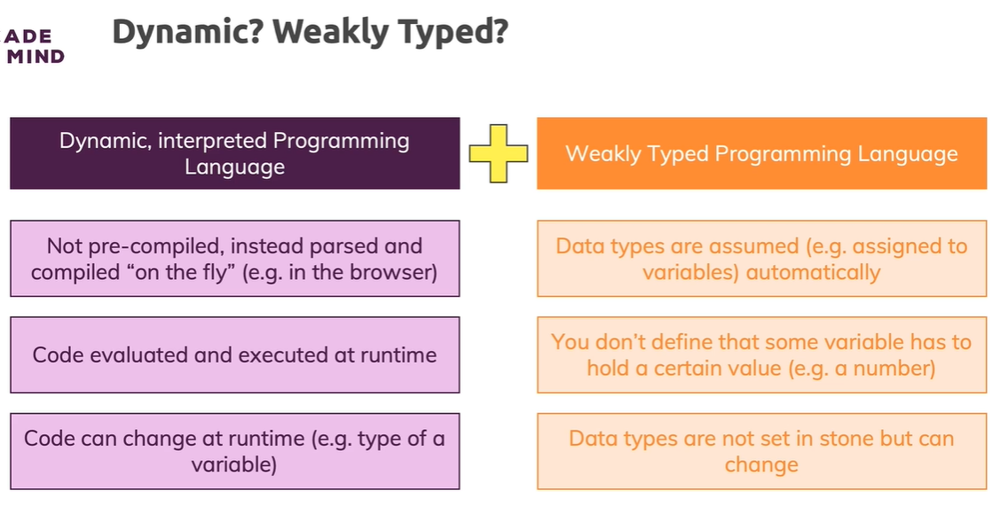 ADE
MIND
Dynamic? Weakly Typed?
Dynamic, interpreted Programming
Language
Weakly Typed Programming Language
Not pre-compiled, instead parsed and
compiled “on the fly” (e.g. in the browser)
Data types are assumed (e.g. assigned to
variables) automatically
Code evaluated and executed at runtime
You don’t define that some variable has to
hold a certain value (e.g. a number)
Code can change at runtime (e.g. type of a
variable)
Data types are not set in stone but can
change